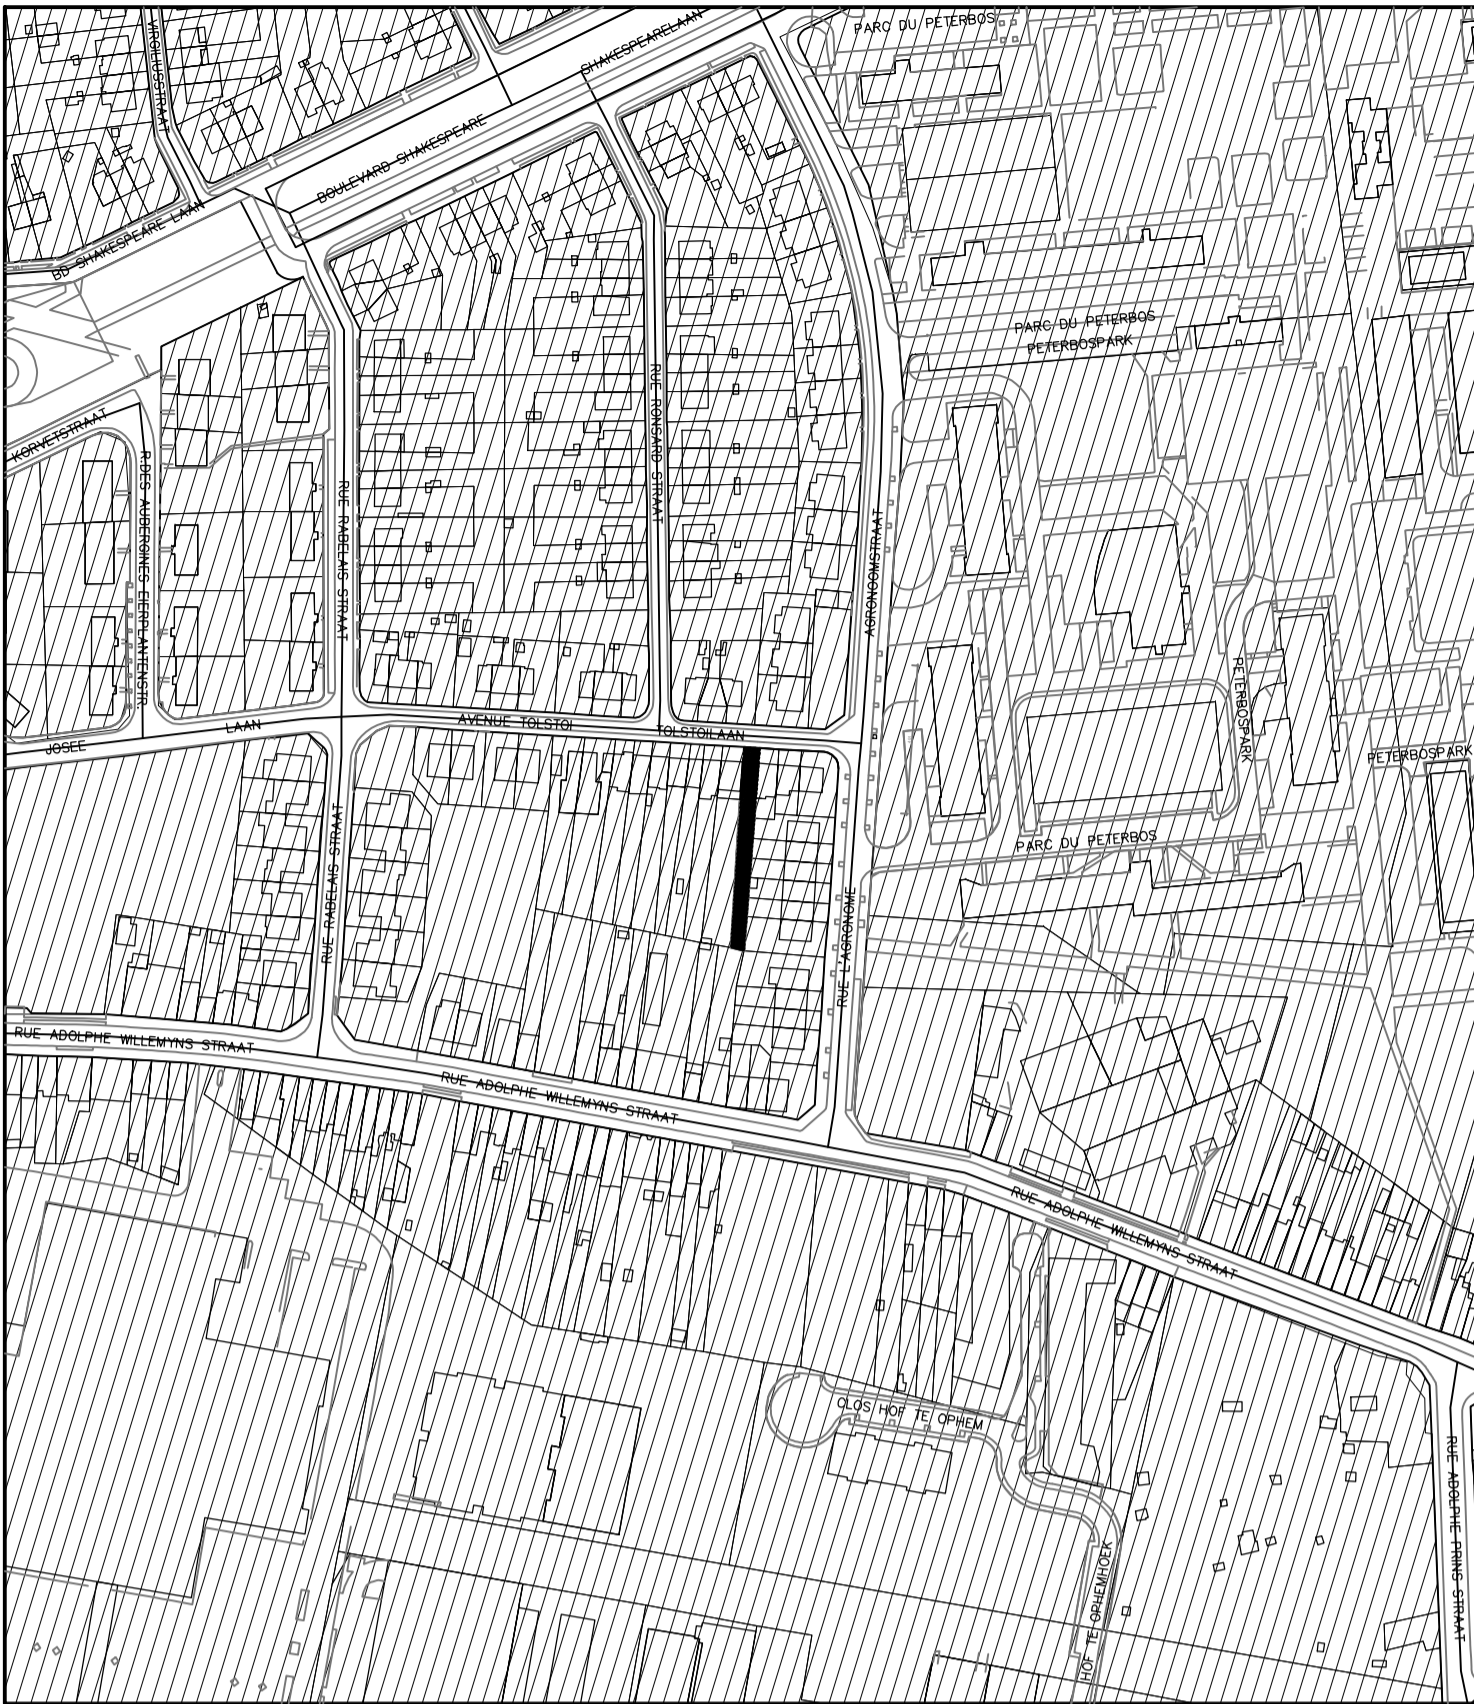 PARC DU PETERBOS
SHAKESPEARELAAN
VIRGILIUSSTRAAT
BOULEVARD SHAKESPEARE
BD SHAKESPEARE LAAN
PARC DU PETERBOS
PETERBOSPARK
KORVETSTRAAT
R.DES AUBERGINES EIERPLANTENSTR
RUE RABELAIS STRAAT
RUE RONSARD STRAAT
AGRONOOMSTRAAT
PETERBOSPARK
JOSEE
LAAN
AVENUE TOLSTOI
TOLSTOILAAN
PETERBOSPARK
RUE RABELAIS STRAAT
PARC DU PETERBOS
RUE L'AGRONOME
RUE ADOLPHE WILLEMYNS STRAAT
RUE ADOLPHE WILLEMYNS STRAAT
RUE ADOLPHE WILLEMYNS STRAAT
CLOS HOF TE OPHEM
HOF TE OPHEMHOEK
RUE ADOLPHE PRINS STRAAT